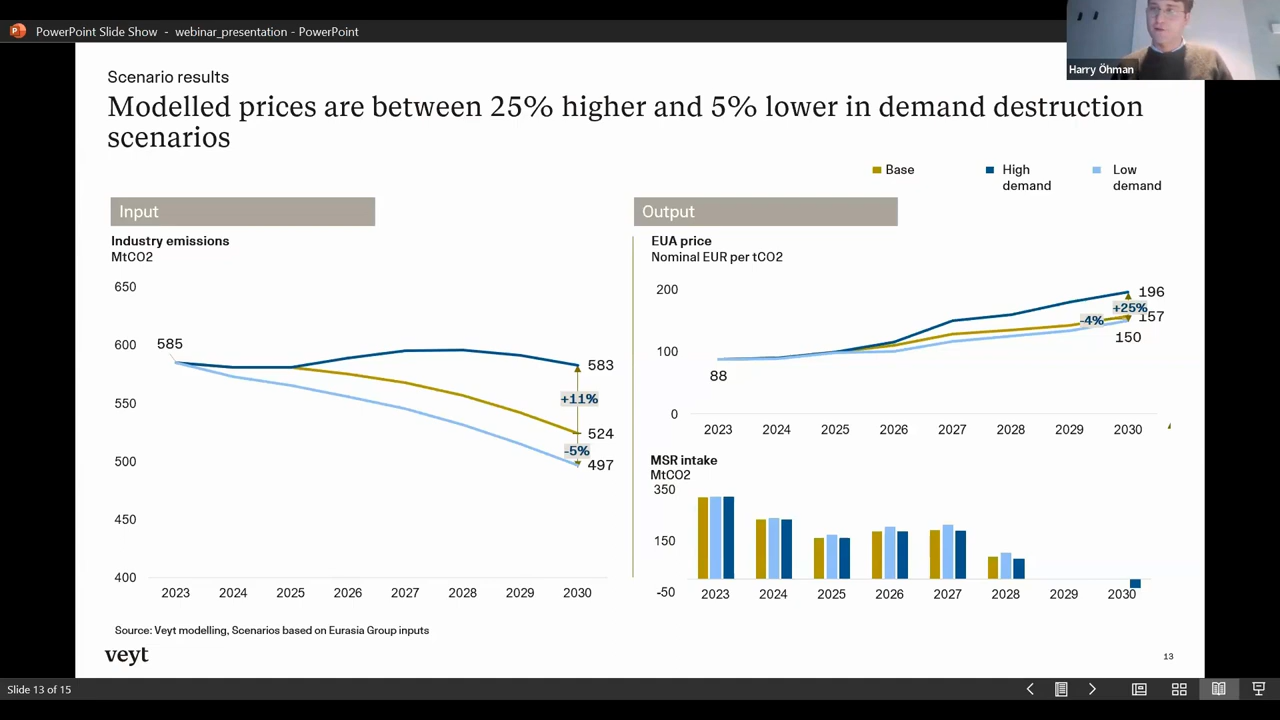 PowerPoint Slide Show - webinar_presentation - PowerPoint
Harry Öhman
Scenario results
Modelled prices are between 25% higher and 5% lower in demand destruction
scenarios
Base
High
demand
Low
demand
Input
Industry emissions
MtCO2
650
600
550
500
450
400
585
583
+11%
524
-5%
497
2023 2024 2025 2026 2027 2028 2029 2030
Output
EUA price
Nominal EUR per tCO2
200
100
0
88
196
+25%
-4%
157
150
2023 2024 2025 2026 2027 2028 2029 2030
MSR intake
MtCO2
350
150
-50
2023 2024 2025 2026 2027 2028 2029 2030
Source: Veyt modelling, Scenarios based on Eurasia Group inputs
veyt
13
Slide 13 of 15